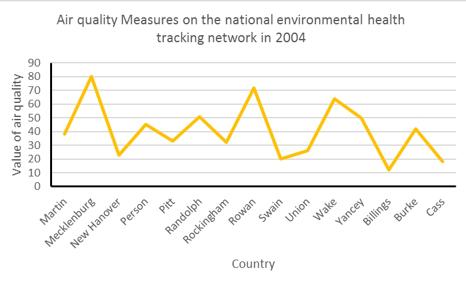 Air quality Measures on the national environmental health
tracking network in 2004
Value of air quality
90
80
70
60
50
40
30
20
10
0
Martin
Mecklenburg
New Hanover
Person
Pitt
Randolph
Rockingham
Rowan
Swain
Union
Wake
Yancey
Billings
Burke
Cass
Country